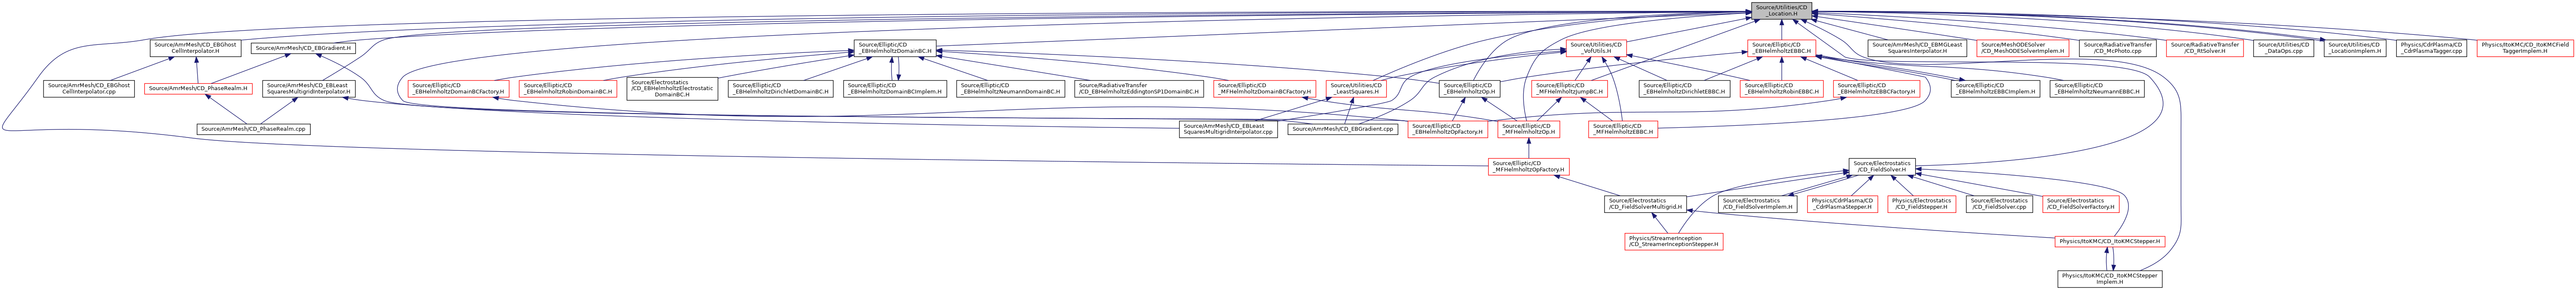 Source/Utilities/CD
_Location.H
Source/AmrMesh/CD_EBGhost
CellInterpolator.H
Source/AmrMesh/CD_EBGradient.H
Source/Elliptic/CD
_EBHelmholtzDomainBC.H
Source/Utilities/CD
_VofUtils.H
Source/Elliptic/CD
_EBHelmholtzEBBC.H
Source/AmrMesh/CD_EBMGLeast
SquaresInterpolator.H
Source/MeshODESolver
/CD_MeshODESolverImplem.H
Source/RadiativeTransfer
/CD_McPhoto.cpp
Source/RadiativeTransfer
/CD_RtSolver.H
Source/Utilities/CD
_DataOps.cpp
Source/Utilities/CD
_LocationImplem.H
Physics/CdrPlasma/CD
_CdrPlasmaTagger.cpp
Physics/ItoKMC/CD_ItoKMCField
TaggerImplem.H
Source/AmrMesh/CD_EBGhost
CellInterpolator.cpp
Source/AmrMesh/CD_PhaseRealm.H
Source/AmrMesh/CD_EBLeast
SquaresMultigridInterpolator.H
Source/Elliptic/CD
_EBHelmholtzDomainBCFactory.H
Source/Elliptic/CD
_EBHelmholtzRobinDomainBC.H
Source/Electrostatics
/CD_EBHelmholtzElectrostatic
DomainBC.H
Source/Elliptic/CD
_EBHelmholtzDirichletDomainBC.H
Source/Elliptic/CD
_EBHelmholtzDomainBCImplem.H
Source/Elliptic/CD
_EBHelmholtzNeumannDomainBC.H
Source/RadiativeTransfer
/CD_EBHelmholtzEddingtonSP1DomainBC.H
Source/Elliptic/CD
_MFHelmholtzDomainBCFactory.H
Source/Utilities/CD
_LeastSquares.H
Source/Elliptic/CD
_EBHelmholtzOp.H
Source/Elliptic/CD
_MFHelmholtzJumpBC.H
Source/Elliptic/CD
_EBHelmholtzDirichletEBBC.H
Source/Elliptic/CD
_EBHelmholtzRobinEBBC.H
Source/Elliptic/CD
_EBHelmholtzEBBCFactory.H
Source/Elliptic/CD
_EBHelmholtzEBBCImplem.H
Source/Elliptic/CD
_EBHelmholtzNeumannEBBC.H
Source/AmrMesh/CD_PhaseRealm.cpp
Source/AmrMesh/CD_EBLeast
SquaresMultigridInterpolator.cpp
Source/AmrMesh/CD_EBGradient.cpp
Source/Elliptic/CD
_EBHelmholtzOpFactory.H
Source/Elliptic/CD
_MFHelmholtzOp.H
Source/Elliptic/CD
_MFHelmholtzEBBC.H
Source/Elliptic/CD
_MFHelmholtzOpFactory.H
Source/Electrostatics
/CD_FieldSolver.H
Source/Electrostatics
/CD_FieldSolverMultigrid.H
Source/Electrostatics
/CD_FieldSolverImplem.H
Physics/CdrPlasma/CD
_CdrPlasmaStepper.H
Physics/Electrostatics
/CD_FieldStepper.H
Source/Electrostatics
/CD_FieldSolver.cpp
Source/Electrostatics
/CD_FieldSolverFactory.H
Physics/StreamerInception
/CD_StreamerInceptionStepper.H
Physics/ItoKMC/CD_ItoKMCStepper.H
Physics/ItoKMC/CD_ItoKMCStepper
Implem.H